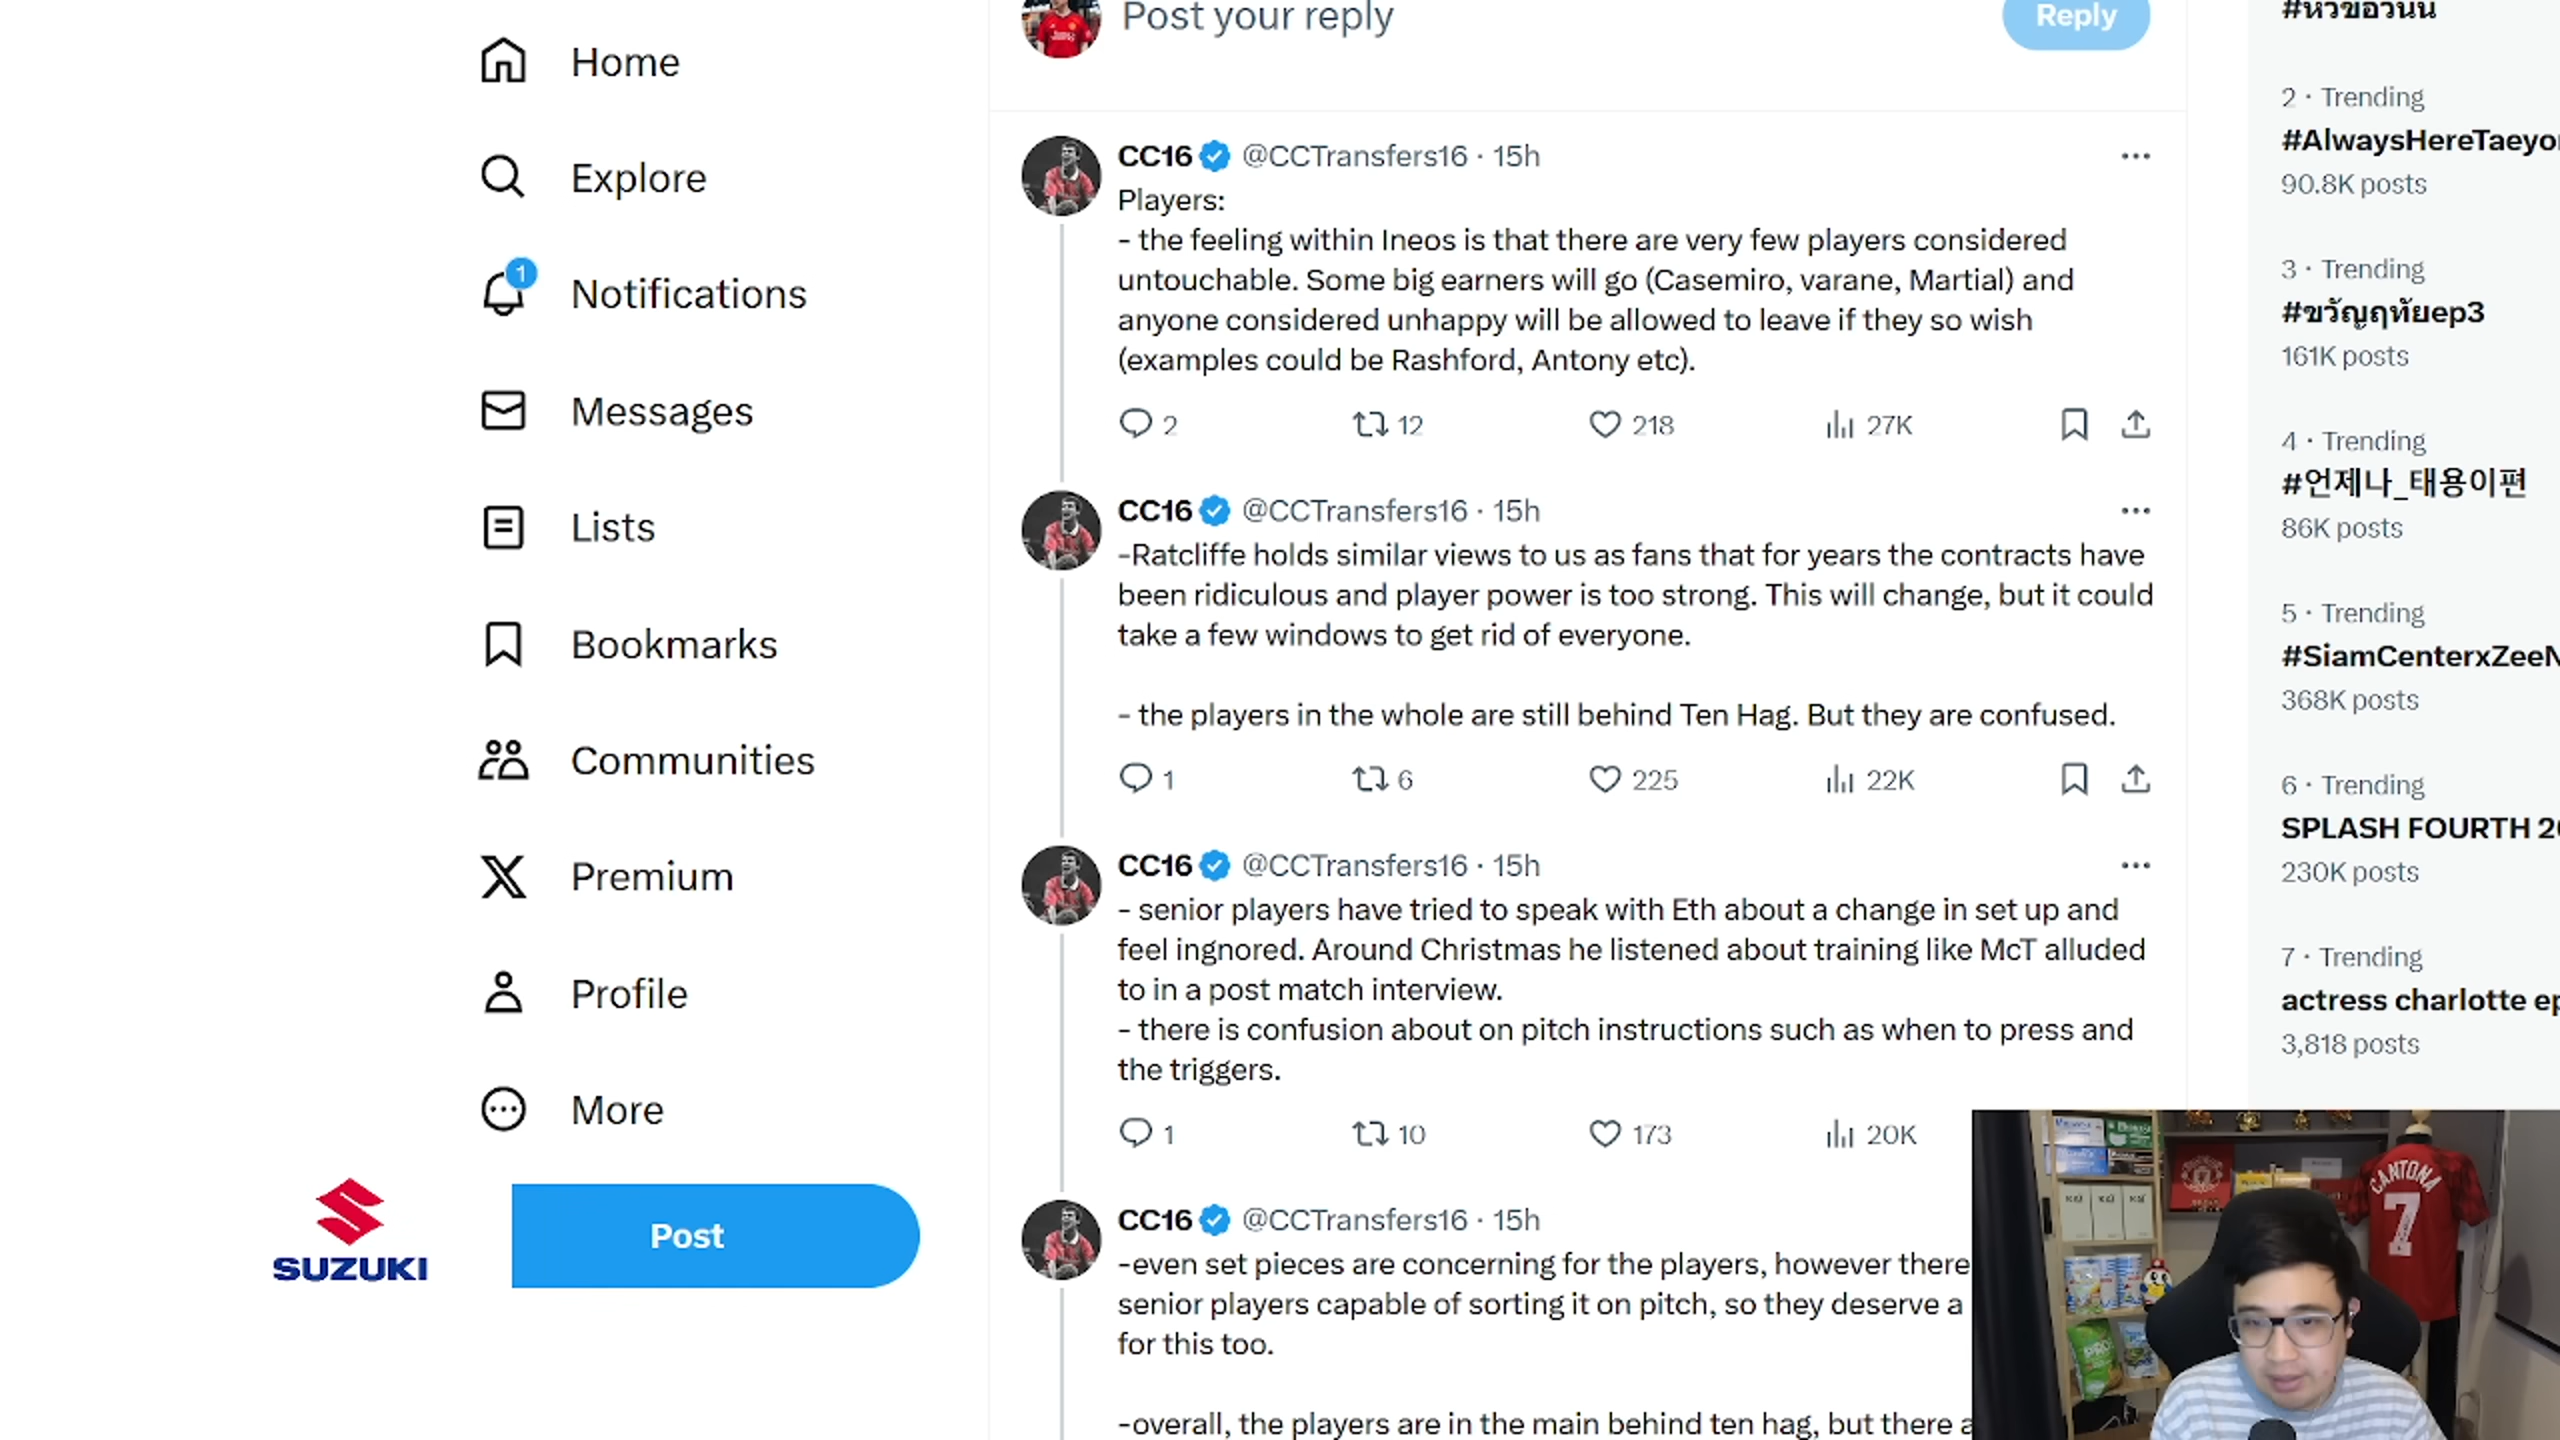 Home
Explore
1
Notifications
Messages
Lists
Bookmarks
Communities
Premium
Profile
More
SUZUKI
Post
Post your reply
Reply
CC16 @CCTransfers16 · 15h
Players:
- the feeling within Ineos is that there are very few players considered
untouchable. Some big earners will go (Casemiro, varane, Martial) and
anyone considered unhappy will be allowed to leave if they so wish
(examples could be Rashford, Antony etc).
2 12 218 27K
CC16 @CCTransfers16 · 15h
-Ratcliffe holds similar views to us as fans that for years the contracts have
been ridiculous and player power is too strong. This will change, but it could
take a few windows to get rid of everyone.
- the players in the whole are still behind Ten Hag. But they are confused.
1 6 225 22K
CC16 @CCTransfers16 · 15h
- senior players have tried to speak with Eth about a change in set up and
feel ingnored. Around Christmas he listened about training like McT alluded
to in a post match interview.
- there is confusion about on pitch instructions such as when to press and
the triggers.
1 10 173 20K
CC16 @CCTransfers16 · 15h
-even set pieces are concerning for the players, however there
senior players capable of sorting it on pitch, so they deserve a
for this too.
-overall, the players are in the main behind ten hag, but there
2 · Trending
#AlwaysHereTaeyo
90.8K posts
3 · Trending
#ขวัญฤทัยep3
161K posts
4 · Trending
#언제나_태용이편
86K posts
5 · Trending
#SiamCenterxZeeN
368K posts
6 · Trending
SPLASH FOURTH 2
230K posts
7 · Trending
actress charlotte ep
3,818 posts
CANTONA
7